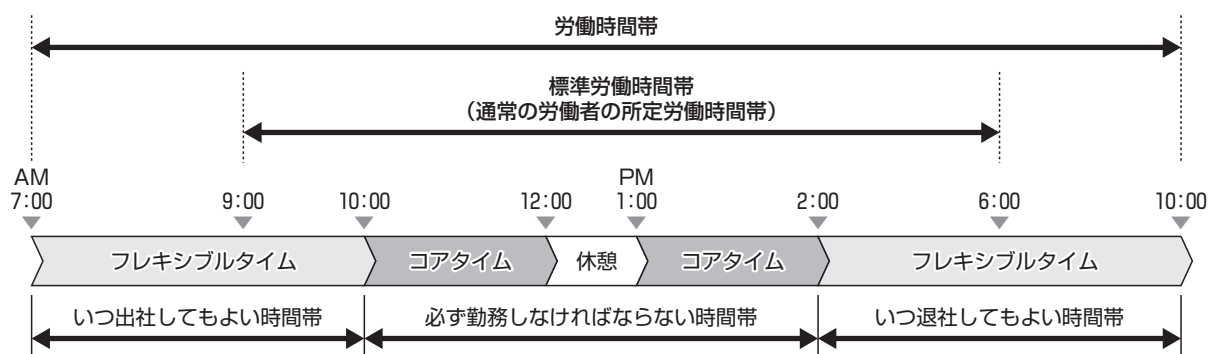 労働時間帯
標準労働時間帯
（通常の労働者の所定労働時間帯）
AM
PM
7：00
9：00
10：00
12：00
1：00
2：00
6：00
10：00
フレキシブルタイム
コアタイム
休憩
コアタイム
フレキシブルタイム
いつ出社してもよい時間帯
必ず勤務しなければならない時間帯
いつ退社してもよい時間帯